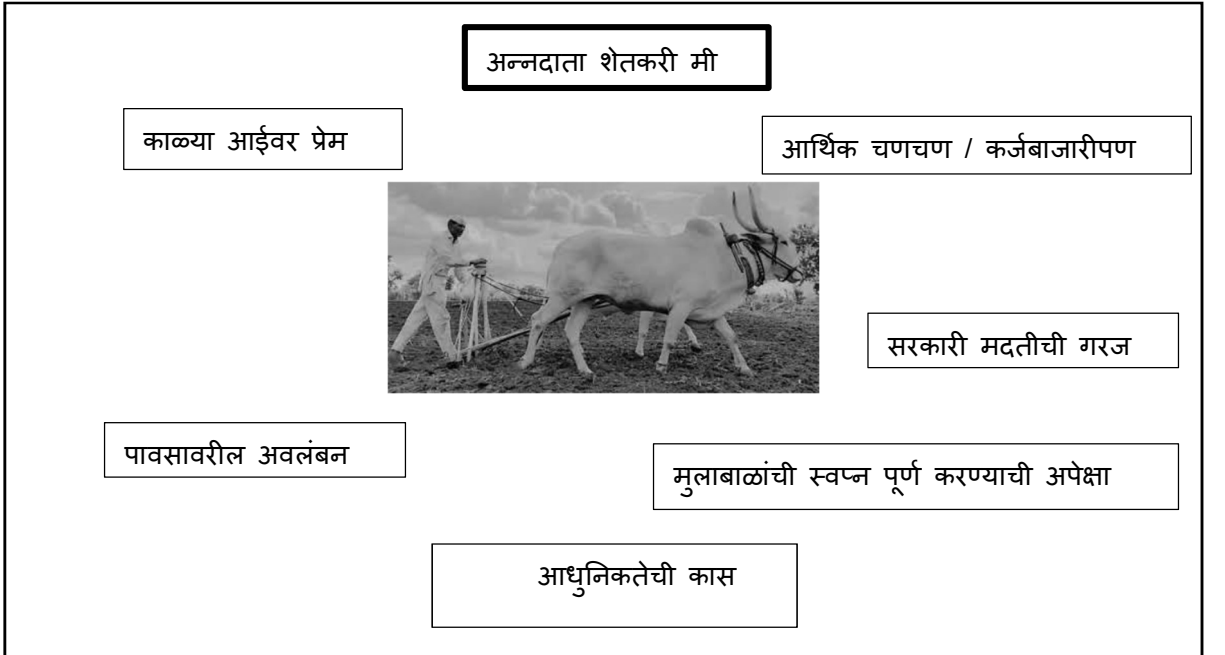 अन्नदाता शेतकरी मी
काळ्या आईवर प्रेम
आर्थिक चणचण / कर्जबाजारीपण
सरकारी मदतीची गरज
पावसावरील अवलंबन
मुलाबाळांची स्वप्न पूर्ण करण्याची अपेक्षा
आधुनिकतेची कास